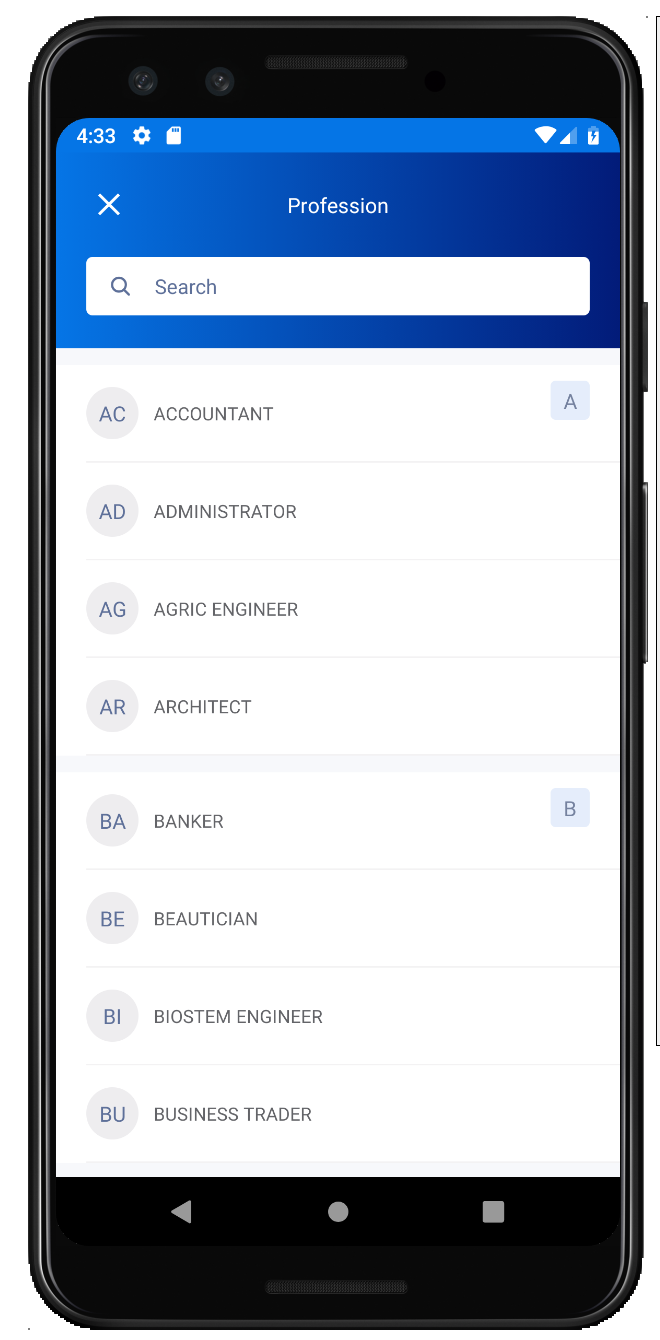 4:33
Profession
Search
A
AC ACCOUNTANT
AD ADMINISTRATOR
AG AGRIC ENGINEER
AR ARCHITECT
B
BA BANKER
BE BEAUTICIAN
BI BIOSTEM ENGINEER
BU BUSINESS TRADER